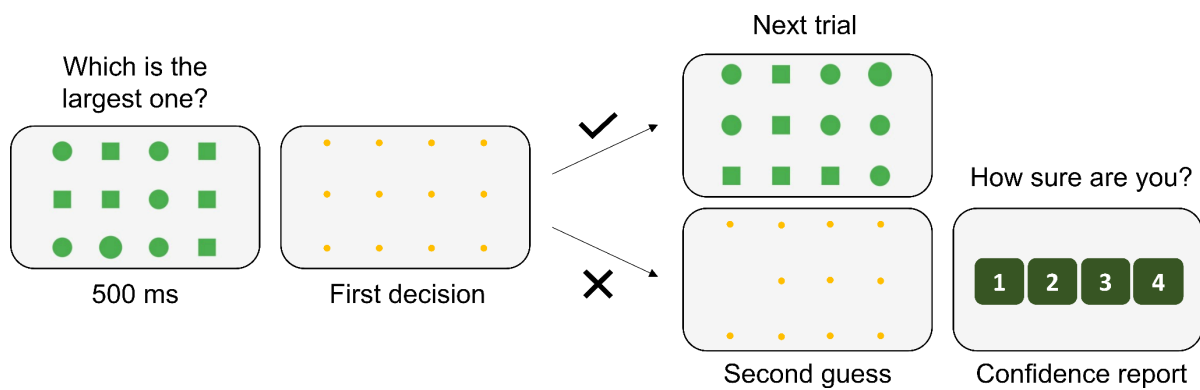 Which is the
largest one?
500 ms
First decision
Next trial
Second guess
How sure are you?
1 2 3 4
Confidence report